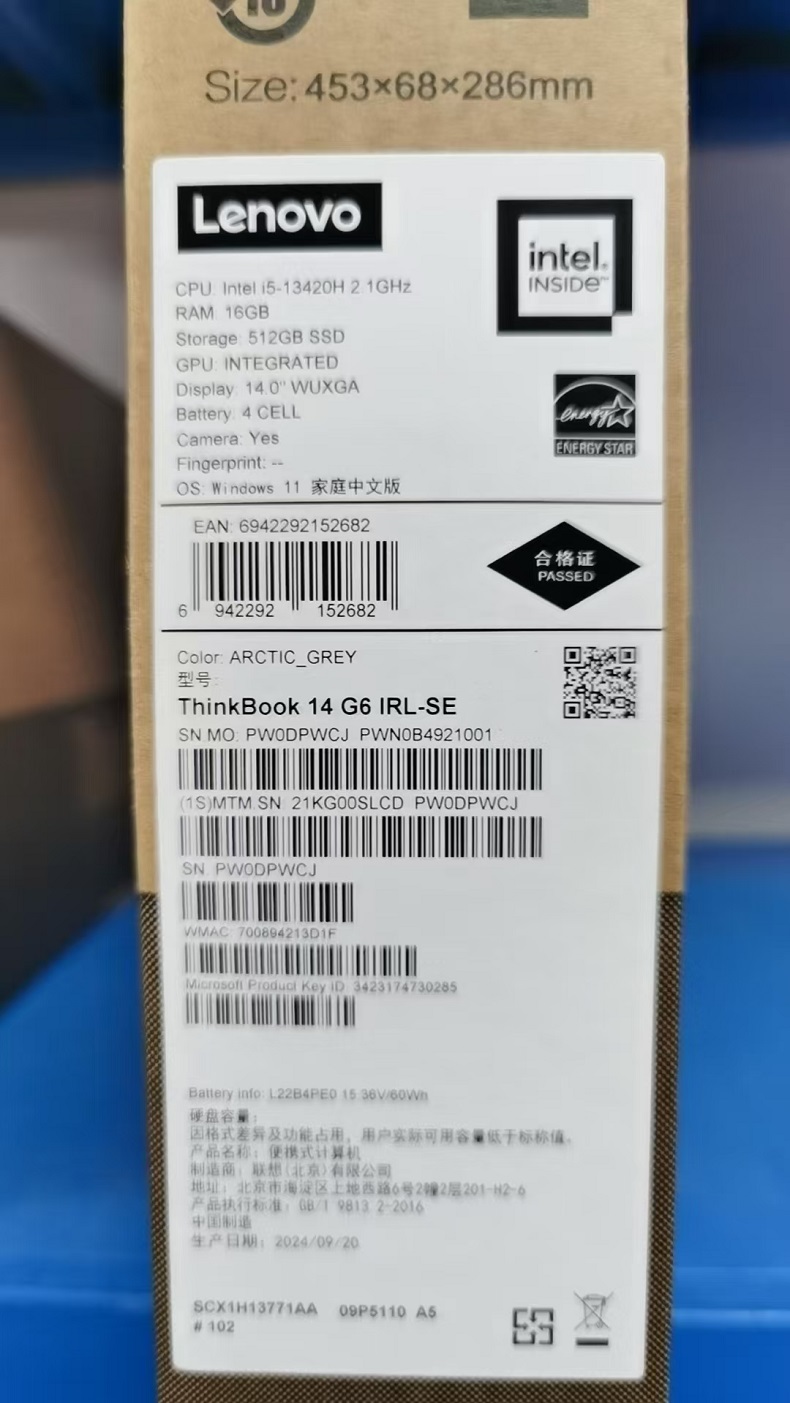 10
Size: 453×68×286mm
Lenovo
intel.
INSIDE™
CPU: Intel i5-13420H 2.1GHz
RAM: 16GB
Storage: 512GB SSD
GPU: INTEGRATED
Display: 14.0" WUXGA
Battery: 4 CELL
Camera: Yes
Fingerprint: --
OS: Windows 11 家庭中文版
energy
ENERGY STAR
EAN: 6942292152682
6 942292 152682
合格证
PASSED
Color: ARCTIC_GREY
型号:
ThinkBook 14 G6 IRL-SE
SN MO: PW0DPWCJ PWN0B4921001
(1S)MTM SN: 21KG00SLCD PW0DPWCJ
SN: PW0DPWCJ
WMAC: 700894213D1F
Microsoft Product Key ID: 3423174730285
Battery info: L22B4PE0 15.36V/60Wh
硬盘容量:
因格式差异及功能占用，用户实际可用容量低于标称值。
产品名称: 便携式计算机
制造商: 联想(北京)有限公司
地址: 北京市海淀区上地西路6号2幢2层201-H2-6
产品执行标准: GB/T 9813.2-2016
中国制造
生产日期: 2024/09/20
SCX1H13771AA 09P5110 A5
# 102